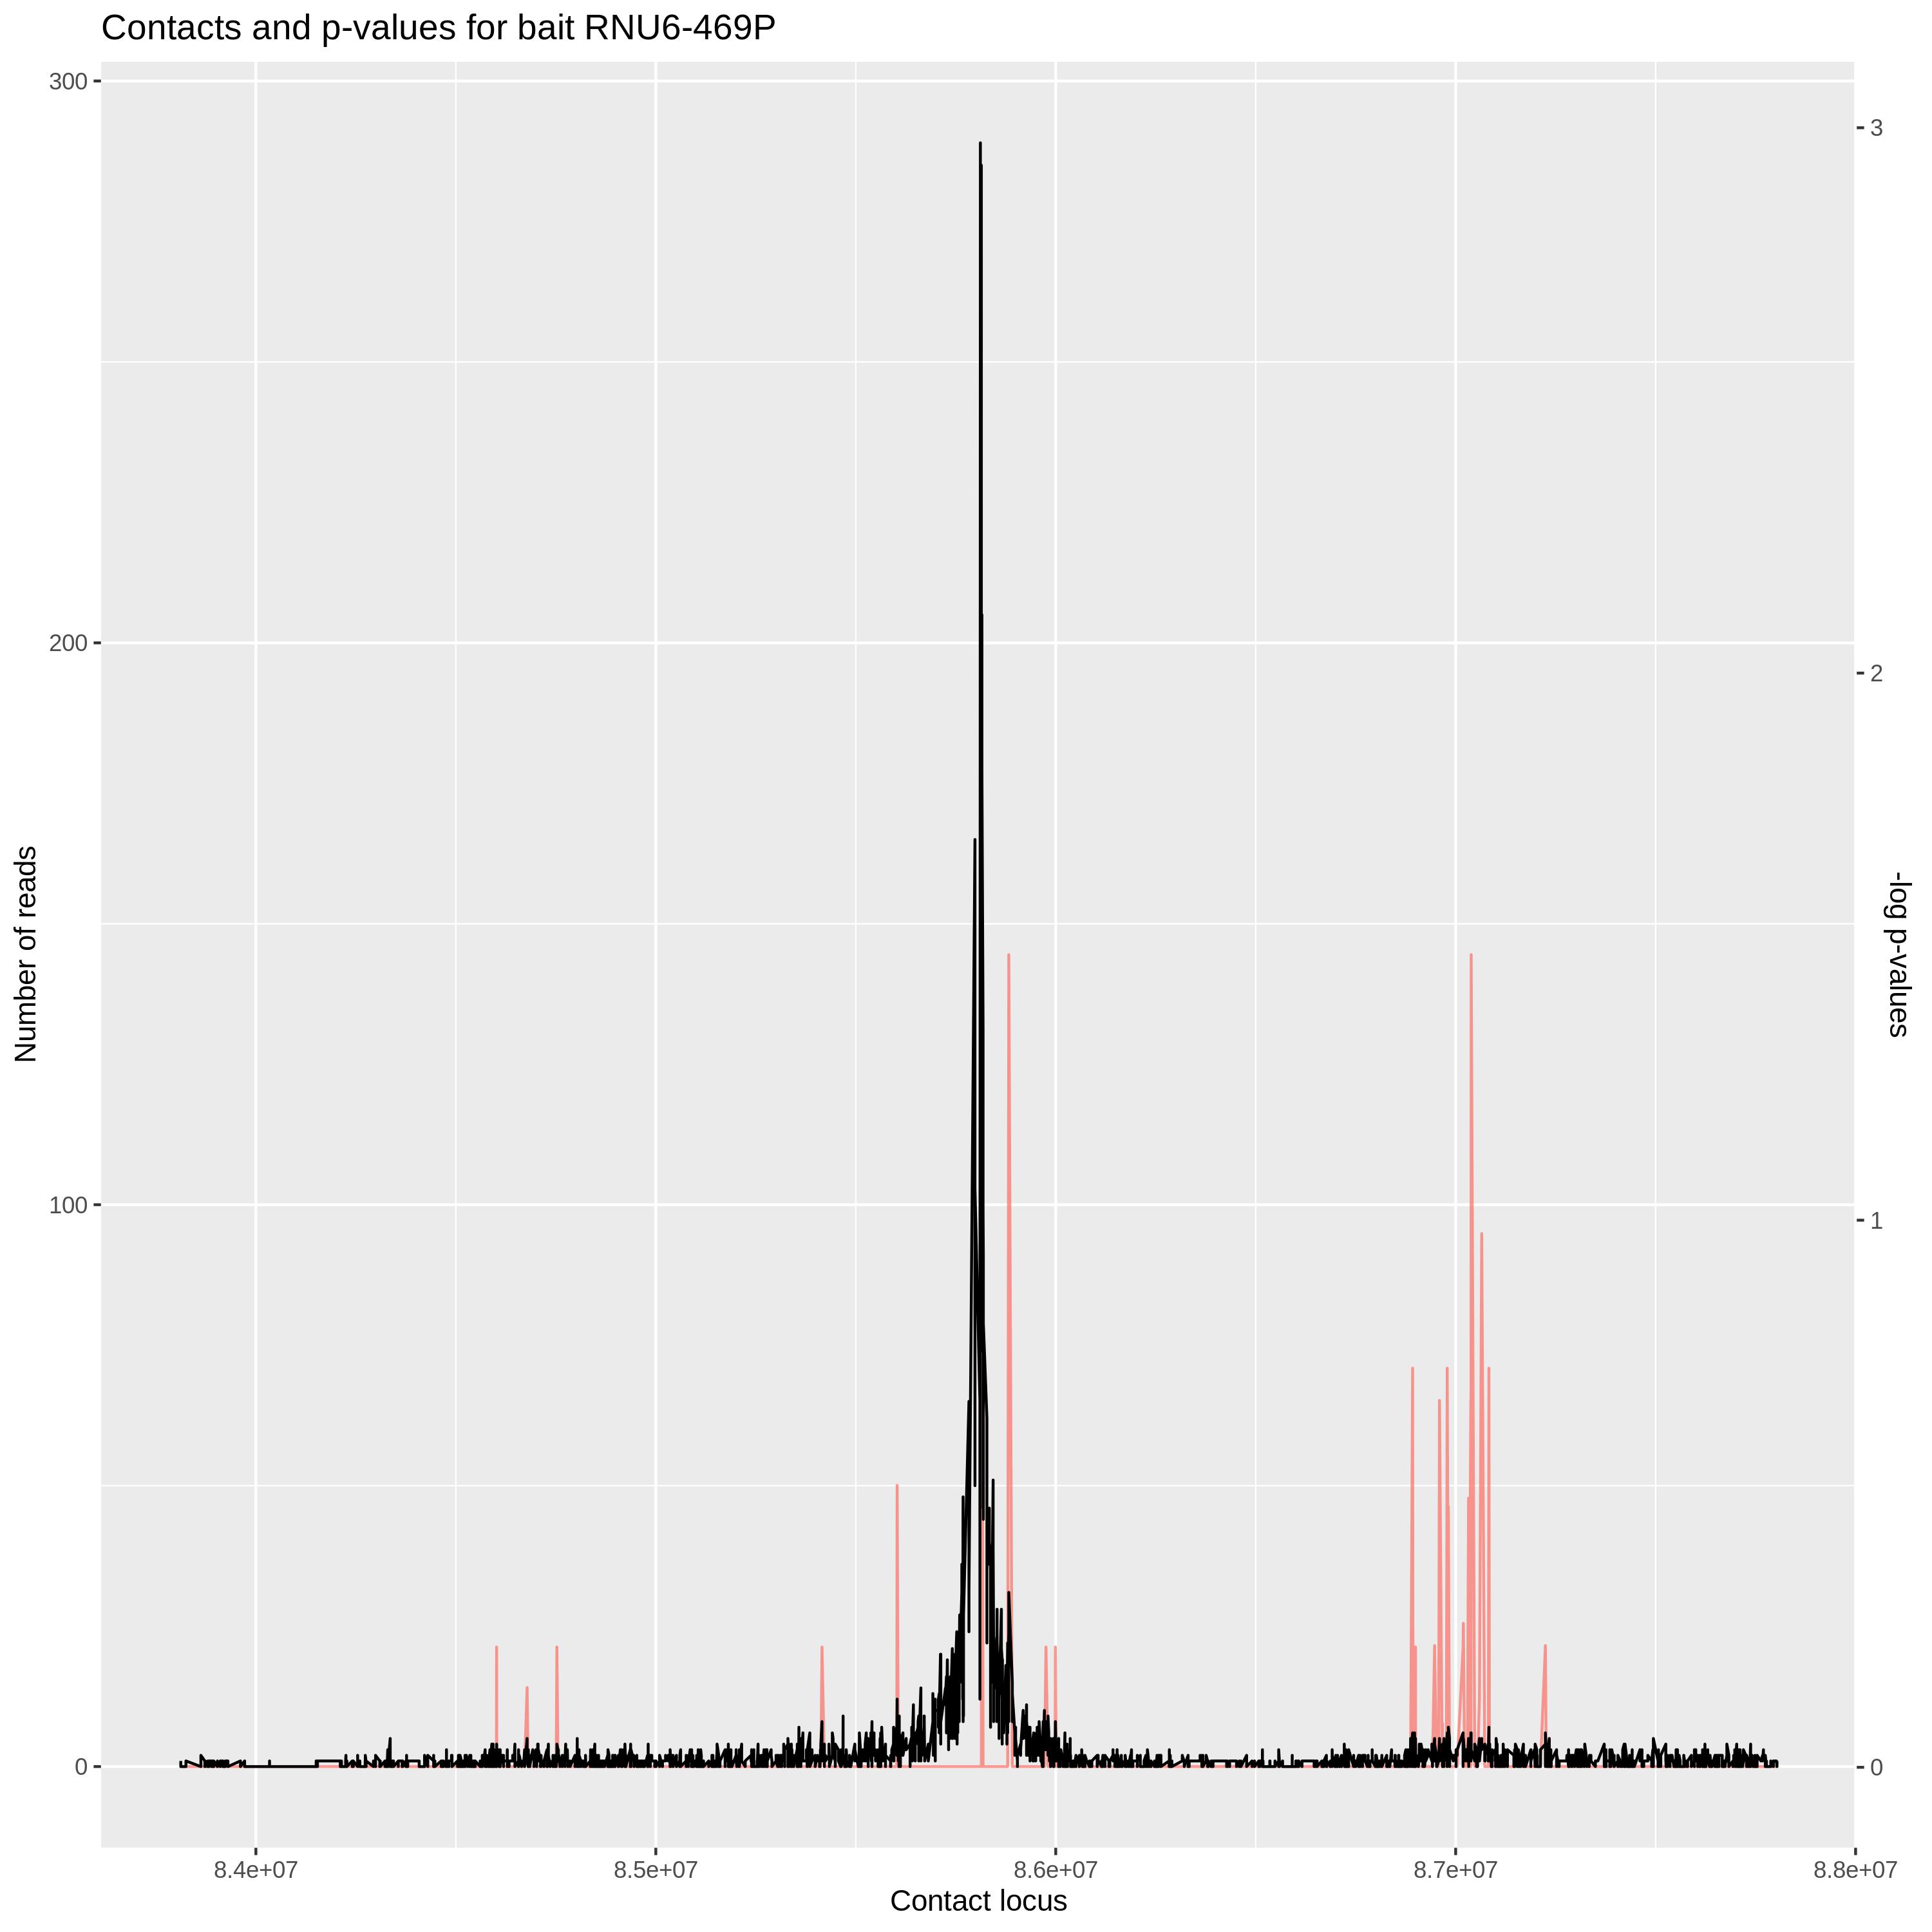 Contacts and p-values for bait RNU6-469P
300
200
100
0
Number of reads
3
2
1
0
-log p-values
8.4e+07
8.5e+07
8.6e+07
8.7e+07
8.8e+07
Contact locus